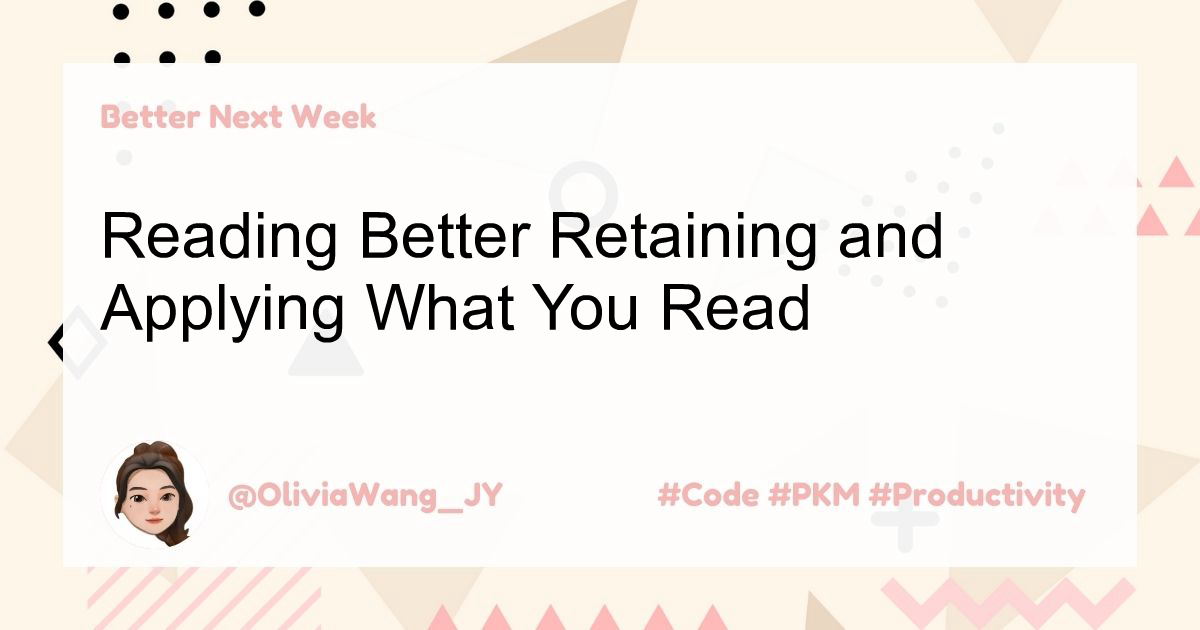 Better Next Week
Reading Better Retaining and
Applying What You Read
@OliviaWang_JY #Code #PKM #Productivity